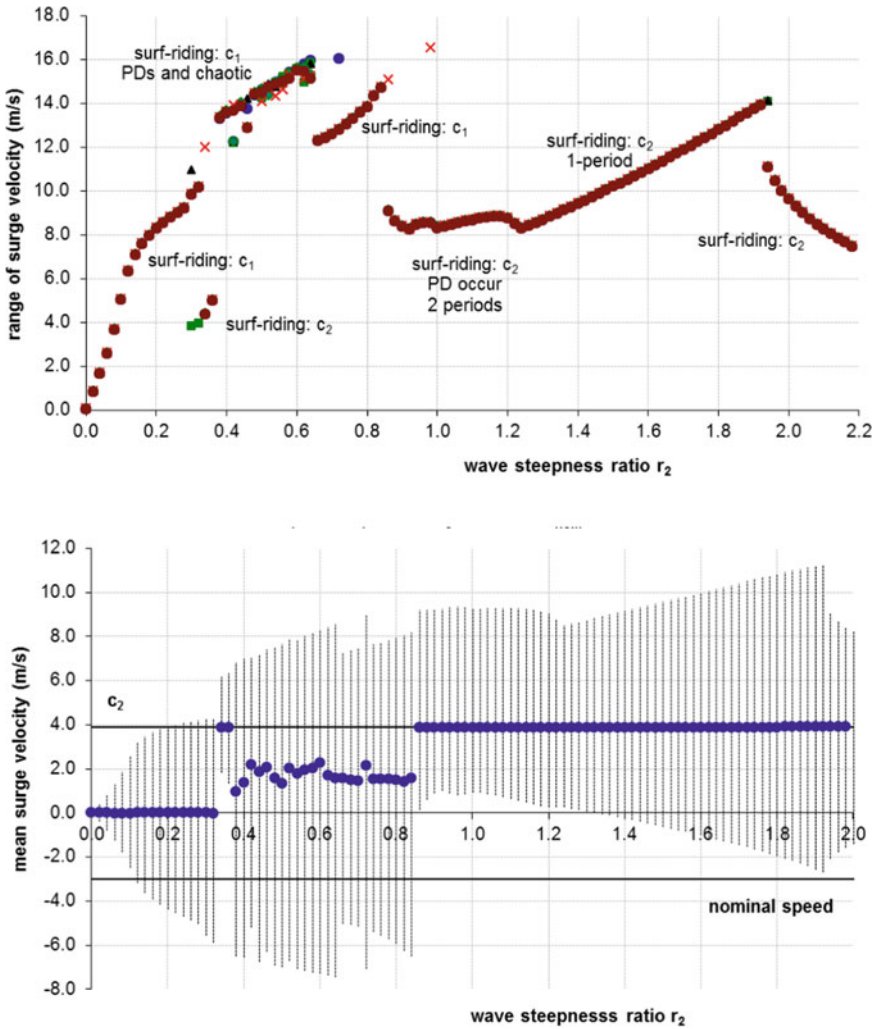 18.0
16.0
14.0
12.0
10.0
8.0
6.0
4.0
2.0
0.0
range of surge velocity (m/s)
surf-riding: c1
PDs and chaotic
surf-riding: c1
surf-riding: c2
surf-riding: c1
surf-riding: c2
PD occur
2 periods
surf-riding: c2
1-period
surf-riding: c2
0.0 0.2 0.4 0.6 0.8 1.0 1.2 1.4 1.6 1.8 2.0 2.2
wave steepness ratio r2
12.0
10.0
8.0
6.0
4.0
2.0
0.0
-2.0
-4.0
-6.0
-8.0
mean surge velocity (m/s)
c2
0.0 0.2 0.4 0.6 0.8 1.0 1.2 1.4 1.6 1.8 2.0
nominal speed
wave steepnesss ratio r2